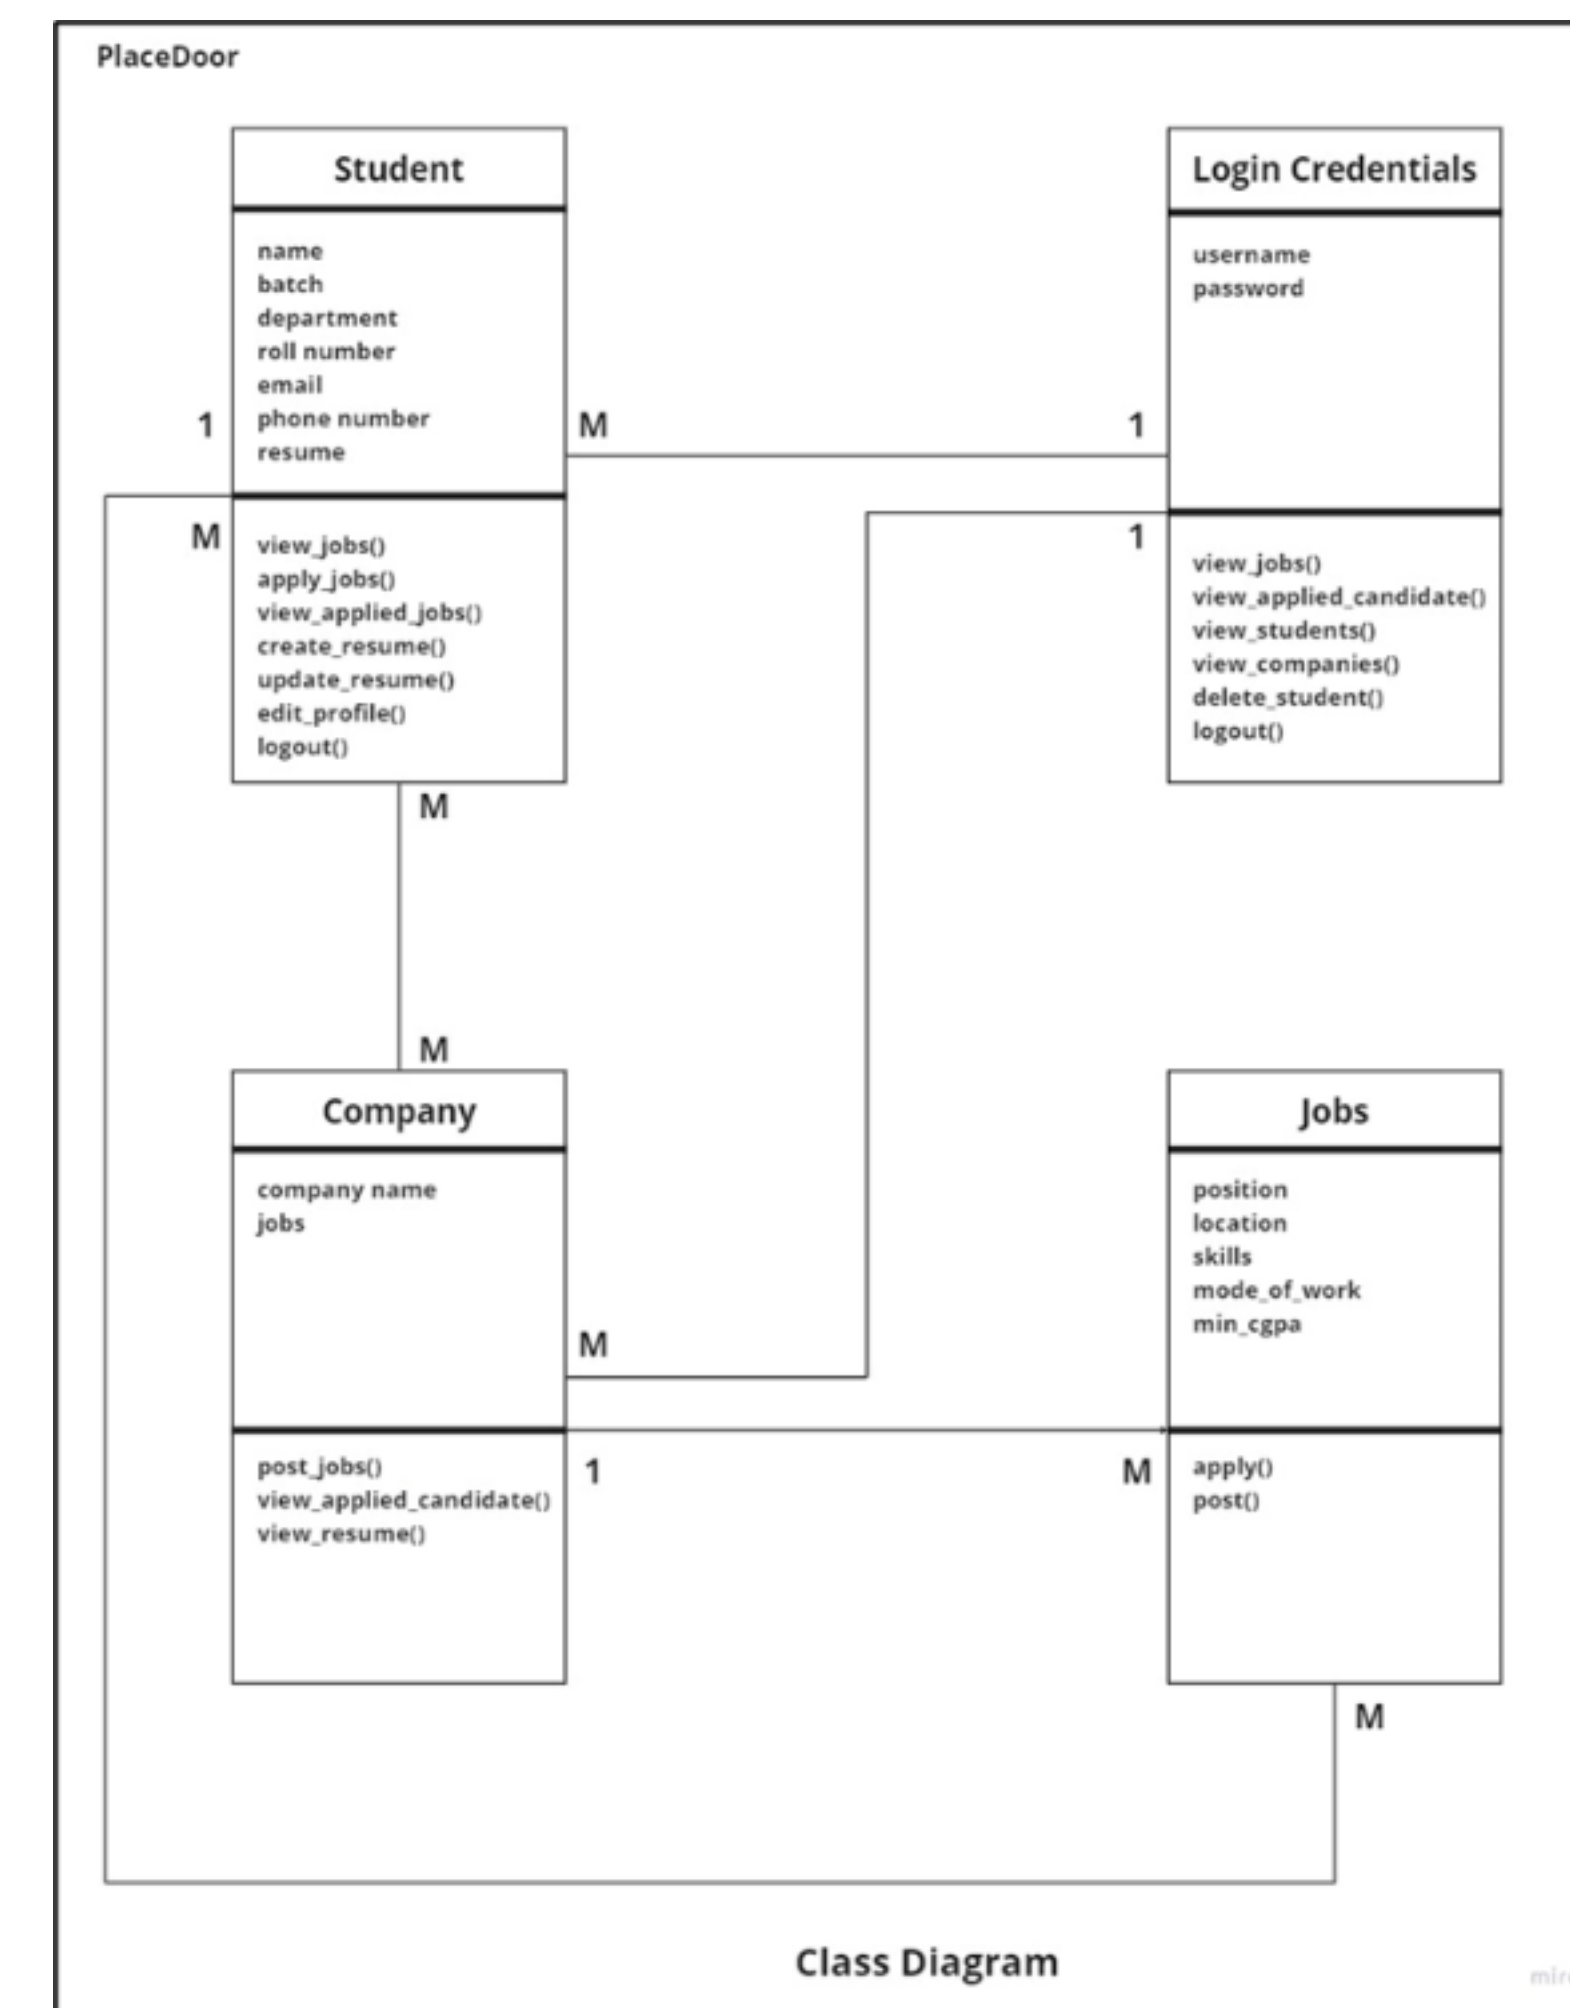 PlaceDoor
Student
name
batch
department
roll number
email
phone number
resume
1
M
view_jobs()
apply_jobs()
view_applied_jobs()
create_resume()
update_resume()
edit_profile()
logout()
M
M
Login Credentials
username
password
1
1
view_jobs()
view_applied_candidate()
view_students()
view_companies()
delete_student()
logout()
M
Company
company name
jobs
M
post_jobs()
view_applied_candidate()
view_resume()
1
M
Jobs
position
location
skills
mode_of_work
min_cgpa
apply()
post()
M
Class Diagram